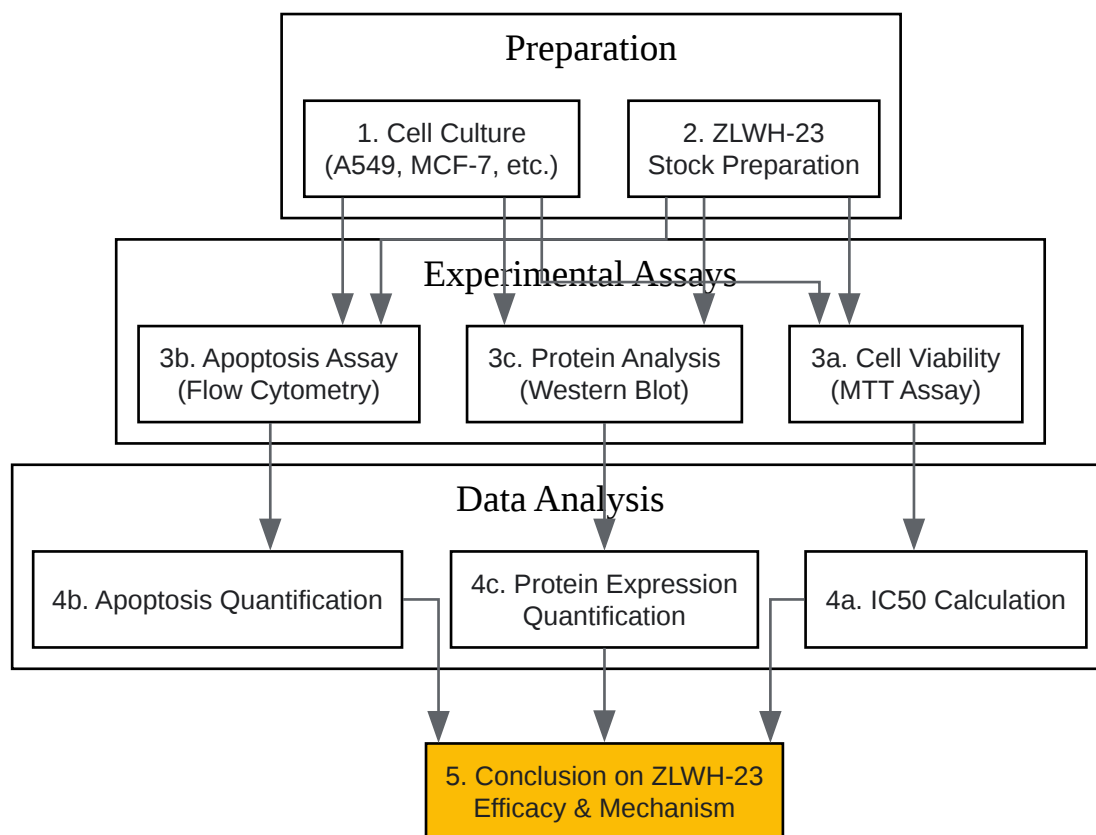 Preparation
1. Cell Culture
(A549, MCF-7, etc.)
2. ZLWH-23
Stock Preparation
Experimental Assays
3b. Apoptosis Assay
(Flow Cytometry)
3c. Protein Analysis
(Western Blot)
3a. Cell Viability
(MTT Assay)
Data Analysis
4b. Apoptosis Quantification
4c. Protein Expression
Quantification
4a. IC50 Calculation
5. Conclusion on ZLWH-23
Efficacy & Mechanism